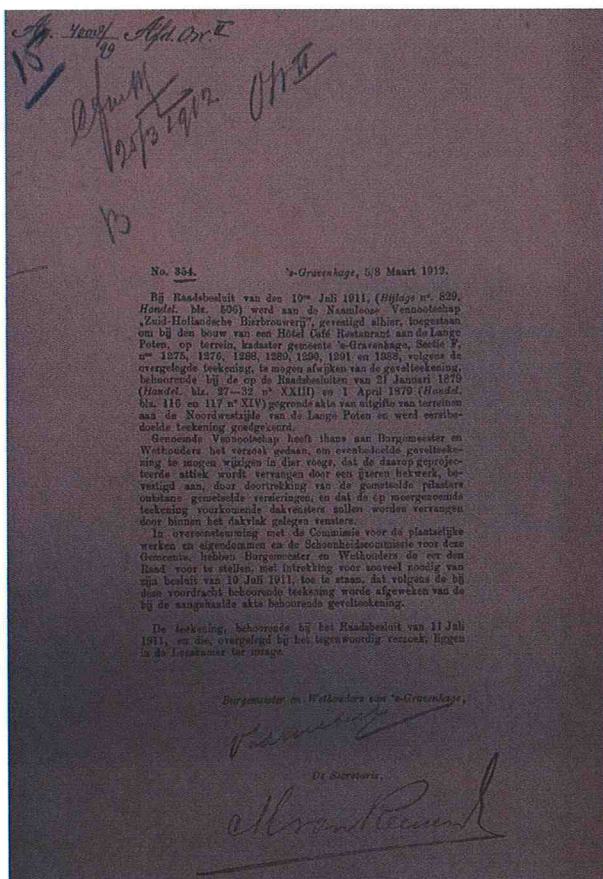 Afd. OW II
15
OW II
20/3 1912
B
No. 354. 's-Gravenhage, 5/8 Maart 1912.
Bij Raadsbesluit van den 10en Juli 1911, (Bijlage n°. 829,
Handel. blz. 506) werd aan de Naamlooze Vennootschap
„Zuid-Hollandsche Bierbrouwerij", gevestigd alhier, toegestaan
om bij den bouw van een Hôtel Café Restaurant aan de Lange
Poten, op terrein, kadaster gemeente 's-Gravenhage, Sectie F,
nos 1275, 1276, 1288, 1289, 1290, 1291 en 1388, volgens de
overgelegde teekening, te mogen afwijken van de gevelteekening,
behoorende bij de op de Raadsbesluiten van 21 Januari 1879
(Handel. blz. 27—32 n° XXIII) en 1 April 1879 (Handel.
blz. 116 en 117 n° XIV) gegronde akte van uitgifte van terreinen
aan de Noordwestzijde van de Lange Poten en werd eerstbe-
doelde teekening goedgekeurd.
Genoemde Vennootschap heeft thans aan Burgemeester en
Wethouders het verzoek gedaan, om evenbedoelde gevelteeke-
ning te mogen wijzigen in dier voege, dat de daarop geprojec-
teerde attiek wordt vervangen door een ijzeren hekwerk, be-
vestigd aan, door doortrekking van de gemetselde pilasters
ontstane gemetselde versieringen, en dat de op meergenoemde
teekening voorkomende dakvensters zullen worden vervangen
door binnen het dakvlak gelegen vensters.
In overeenstemming met de Commissie voor de plaatselijke
werken en eigendommen en de Schoonheidscommissie voor deze
Gemeente, hebben Burgemeester en Wethouders de eer den
Raad voor te stellen, met intrekking voor zooveel noodig van
zijn besluit van 10 Juli 1911, toe te staan, dat volgens de bij
deze voordracht behoorende teekening worde afgeweken van de
bij de aangehaalde akte behoorende gevelteekening.
De teekening, behoorende bij het Raadsbesluit van 11 Juli
1911, en die, overgelegd bij het tegenwoordig verzoek, liggen
in de Leeskamer ter inzage.
Burgemeester en Wethouders van 's-Gravenhage,
De Secretaris,